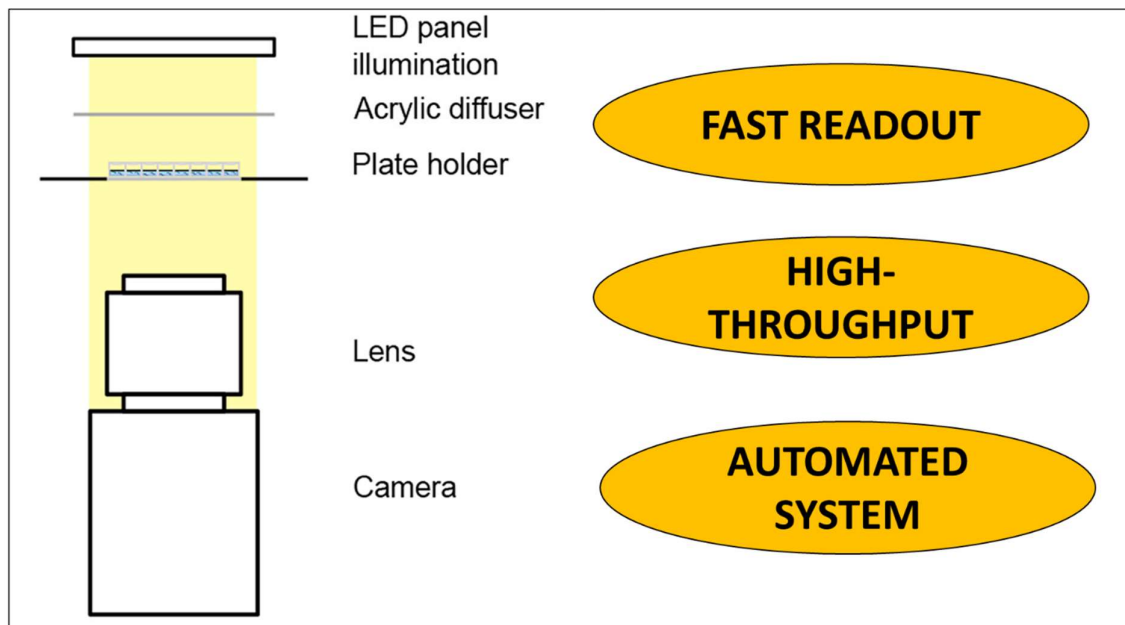 LED panel
illumination
Acrylic diffuser
Plate holder
Lens
Camera
FAST READOUT
HIGH-
THROUGHPUT
AUTOMATED
SYSTEM